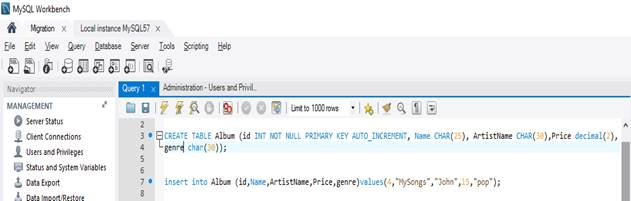 MySQL Workbench
Migration x Local instance MySQL57 x
File Edit View Query Database Server Tools Scripting Help
Navigator Query 1 x Administration - Users and Privil...
MANAGEMENT Limit to 1000 rows
Server Status 2
Client Connections 3 CREATE TABLE Album (id INT NOT NULL PRIMARY KEY AUTO_INCREMENT, Name CHAR(25), ArtistName CHAR(30),Price decimal(2),
Users and Privileges 4 genre char(30));
Status and System Variables
Data Export 7 insert into Album (id,Name,ArtistName,Price,genre)values(4,"MySongs","John",15,"pop");
Data Import/Restore 8